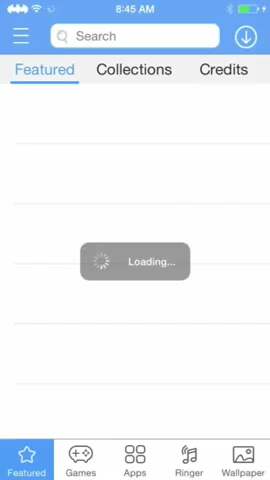 8:45 AM
Search
Featured Collections Credits
Loading...
Featured Games Apps Ringer Wallpaper